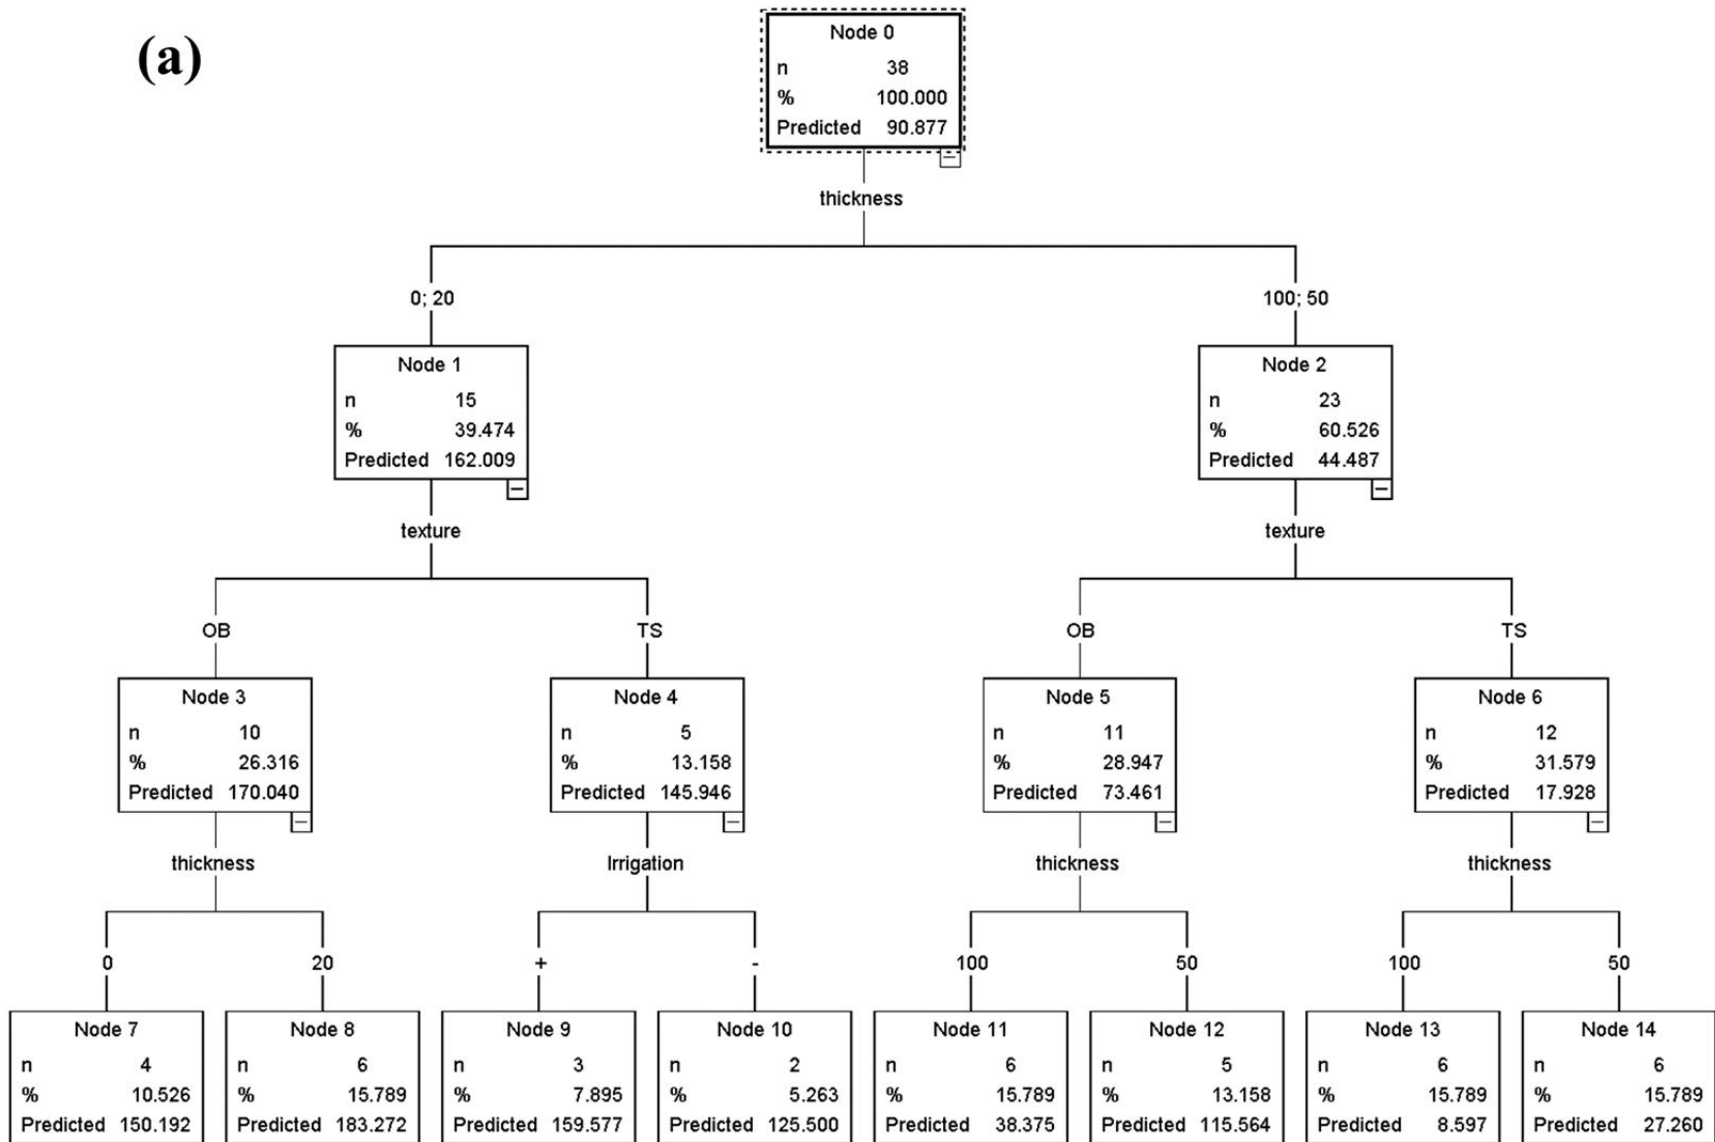 (a)
Node 0
n 38
% 100.000
Predicted 90.877
thickness
0; 20
100; 50
Node 1
n 15
% 39.474
Predicted 162.009
Node 2
n 23
% 60.526
Predicted 44.487
texture
texture
OB
TS
OB
TS
Node 3
n 10
% 26.316
Predicted 170.040
Node 4
n 5
% 13.158
Predicted 145.946
Node 5
n 11
% 28.947
Predicted 73.461
Node 6
n 12
% 31.579
Predicted 17.928
thickness
Irrigation
thickness
thickness
0
20
+
-
100
50
100
50
Node 7
n 4
% 10.526
Predicted 150.192
Node 8
n 6
% 15.789
Predicted 183.272
Node 9
n 3
% 7.895
Predicted 159.577
Node 10
n 2
% 5.263
Predicted 125.500
Node 11
n 6
% 15.789
Predicted 38.375
Node 12
n 5
% 13.158
Predicted 115.564
Node 13
n 6
% 15.789
Predicted 8.597
Node 14
n 6
% 15.789
Predicted 27.260